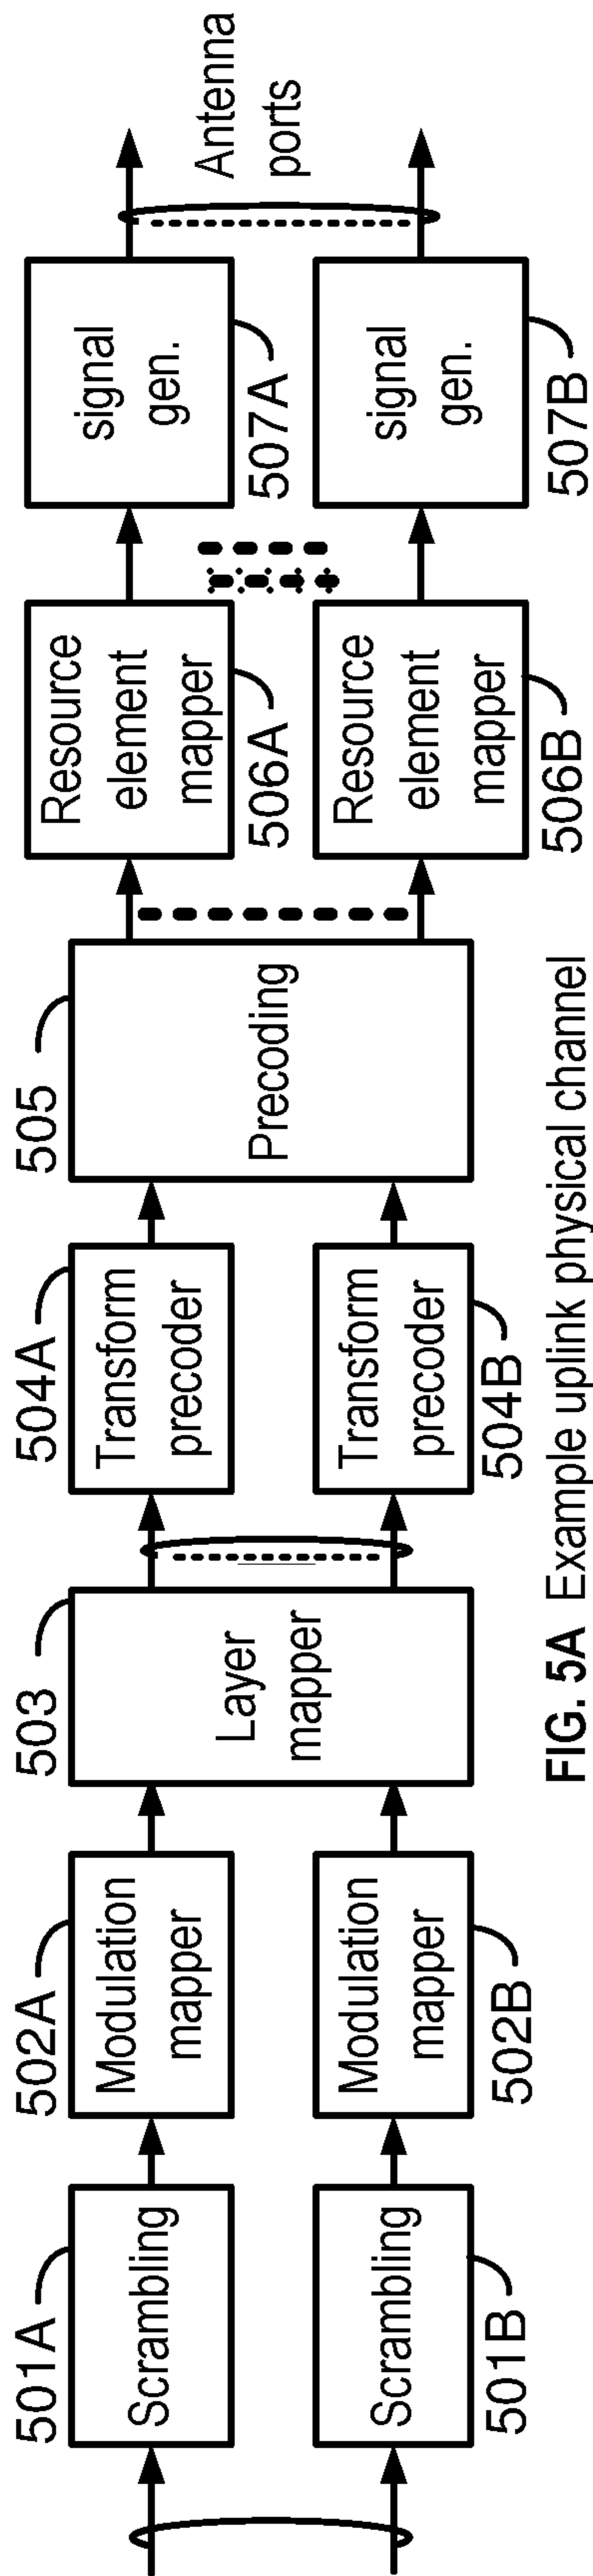 501A
Scrambling
502A
Modulation
mapper
503
Layer
mapper
504A
Transform
precoder
505
Precoding
Resource
element
mapper
506A
signal
gen.
507A
Antenna
ports
Scrambling
501B
Modulation
mapper
502B
Transform
precoder
504B
Resource
element
mapper
506B
signal
gen.
507B
FIG. 5A Example uplink physical channel